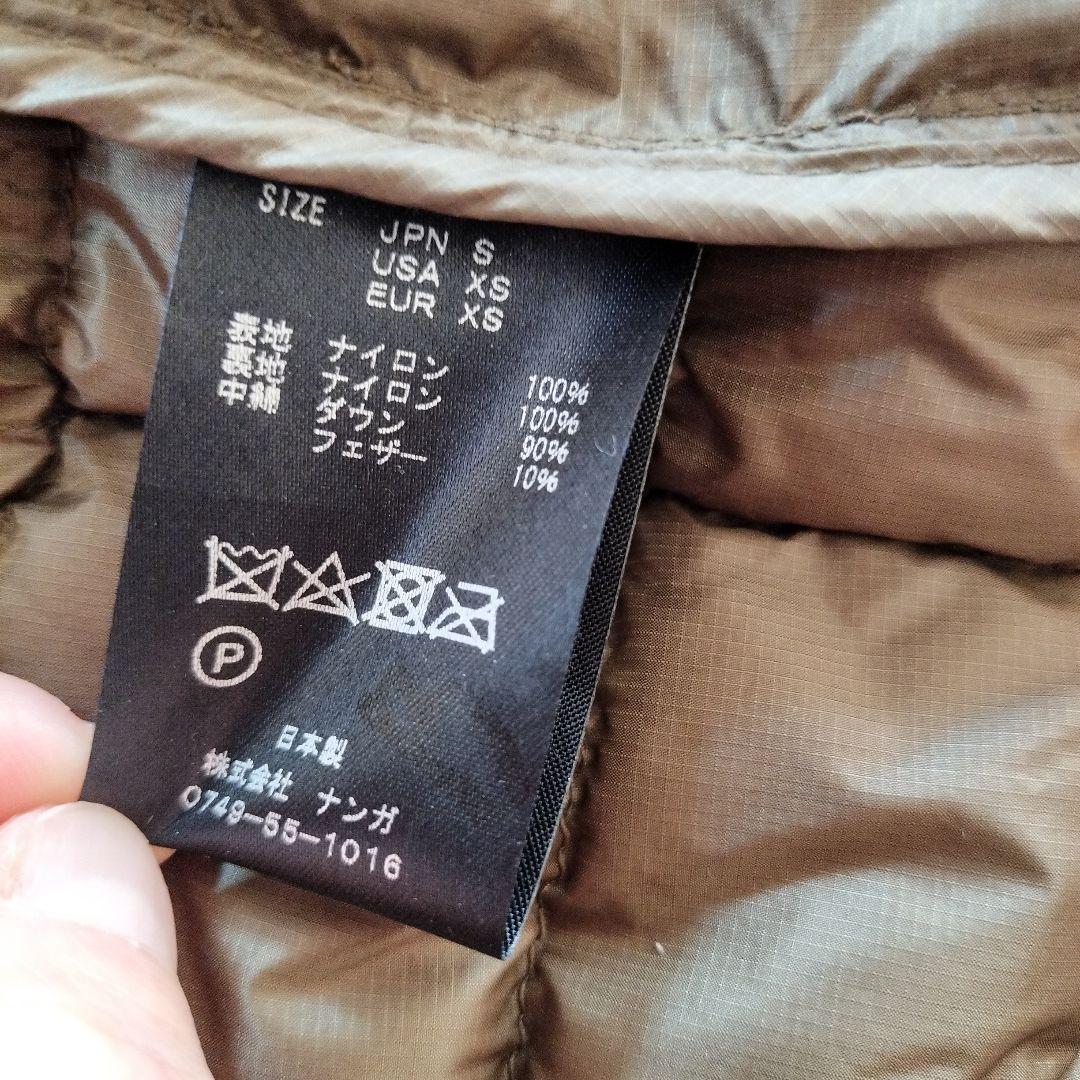 SIZE JPN S
USA XS
EUR XS
表地 ナイロン 100%
裏地 ナイロン 100%
中綿 ダウン 90%
フェザー 10%
P
日本製
株式会社 ナンガ
0749-55-1016